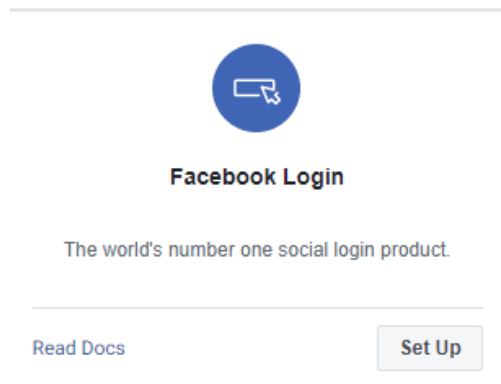 Facebook Login
The world's number one social login product.
Read Docs
Set Up